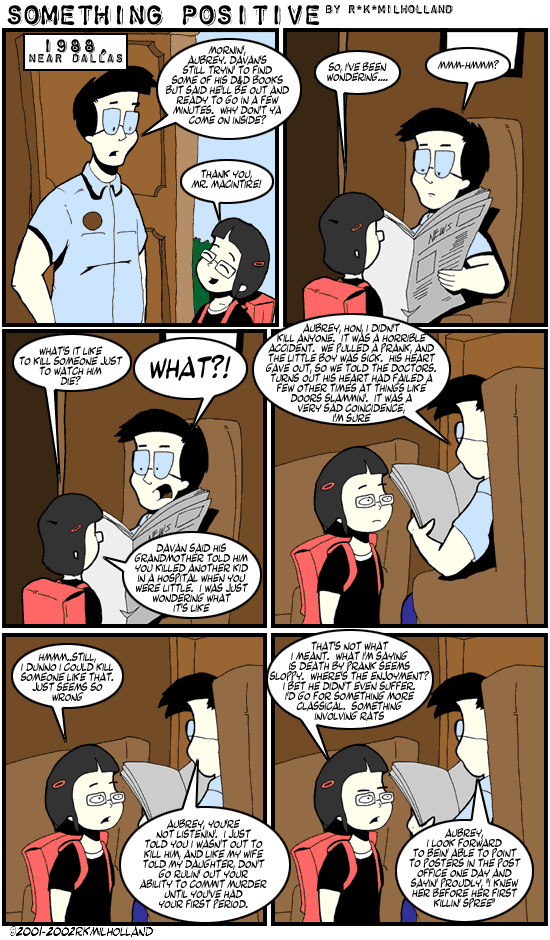 SOMETHING POSITIVE BY R*K*MILHOLLAND
1988,
NEAR DALLAS
MORNIN',
AUBREY. DAVAN'S
STILL TRYIN' TO FIND
SOME OF HIS D&D BOOKS
BUT SAID HE'LL BE OUT AND
READY TO GO IN A FEW
MINUTES. WHY DON'T YA
COME ON INSIDE?
THANK YOU,
MR. MACINTIRE!
SO, I'VE BEEN
WONDERING....
MMM-HMMM?
NEWS
WHAT'S IT LIKE
TO KILL SOMEONE JUST
TO WATCH HIM
DIE?
WHAT?!
NEWS
DAVAN SAID HIS
GRANDMOTHER TOLD HIM
YOU KILLED ANOTHER KID
IN A HOSPITAL WHEN YOU
WERE LITTLE. I WAS JUST
WONDERING WHAT
IT'S LIKE
AUBREY, HON, I DIDN'T
KILL ANYONE. IT WAS A HORRIBLE
ACCIDENT. WE PULLED A PRANK, AND
THE LITTLE BOY WAS SICK. HIS HEART
GAVE OUT, SO WE TOLD THE DOCTORS.
TURNS OUT HIS HEART HAD FAILED A
FEW OTHER TIMES AT THINGS LIKE
DOORS SLAMMIN'. IT WAS A
VERY SAD COINCIDENCE,
I'M SURE
HMMM..STILL,
I DUNNO I COULD KILL
SOMEONE LIKE THAT.
JUST SEEMS SO
WRONG
AUBREY, YOU'RE
NOT LISTENIN'. I JUST
TOLD YOU I WASN'T OUT TO
KILL HIM, AND LIKE MY WIFE
TOLD MY DAUGHTER, DON'T
GO RULIN' OUT YOUR
ABILITY TO COMMIT MURDER
UNTIL YOU'VE HAD
YOUR FIRST PERIOD.
THAT'S NOT WHAT
I MEANT. WHAT I'M SAYING
IS DEATH BY PRANK SEEMS
SLOPPY. WHERE'S THE ENJOYMENT?
I BET HE DIDN'T EVEN SUFFER.
I'D GO FOR SOMETHING MORE
CLASSICAL. SOMETHING
INVOLVING RATS
AUBREY,
I LOOK FORWARD
TO BEIN' ABLE TO POINT
TO POSTERS IN THE POST
OFFICE ONE DAY AND
SAYIN' PROUDLY, "I KNEW
HER BEFORE HER FIRST
KILLIN' SPREE"
©2001-2002RKMILHOLLAND